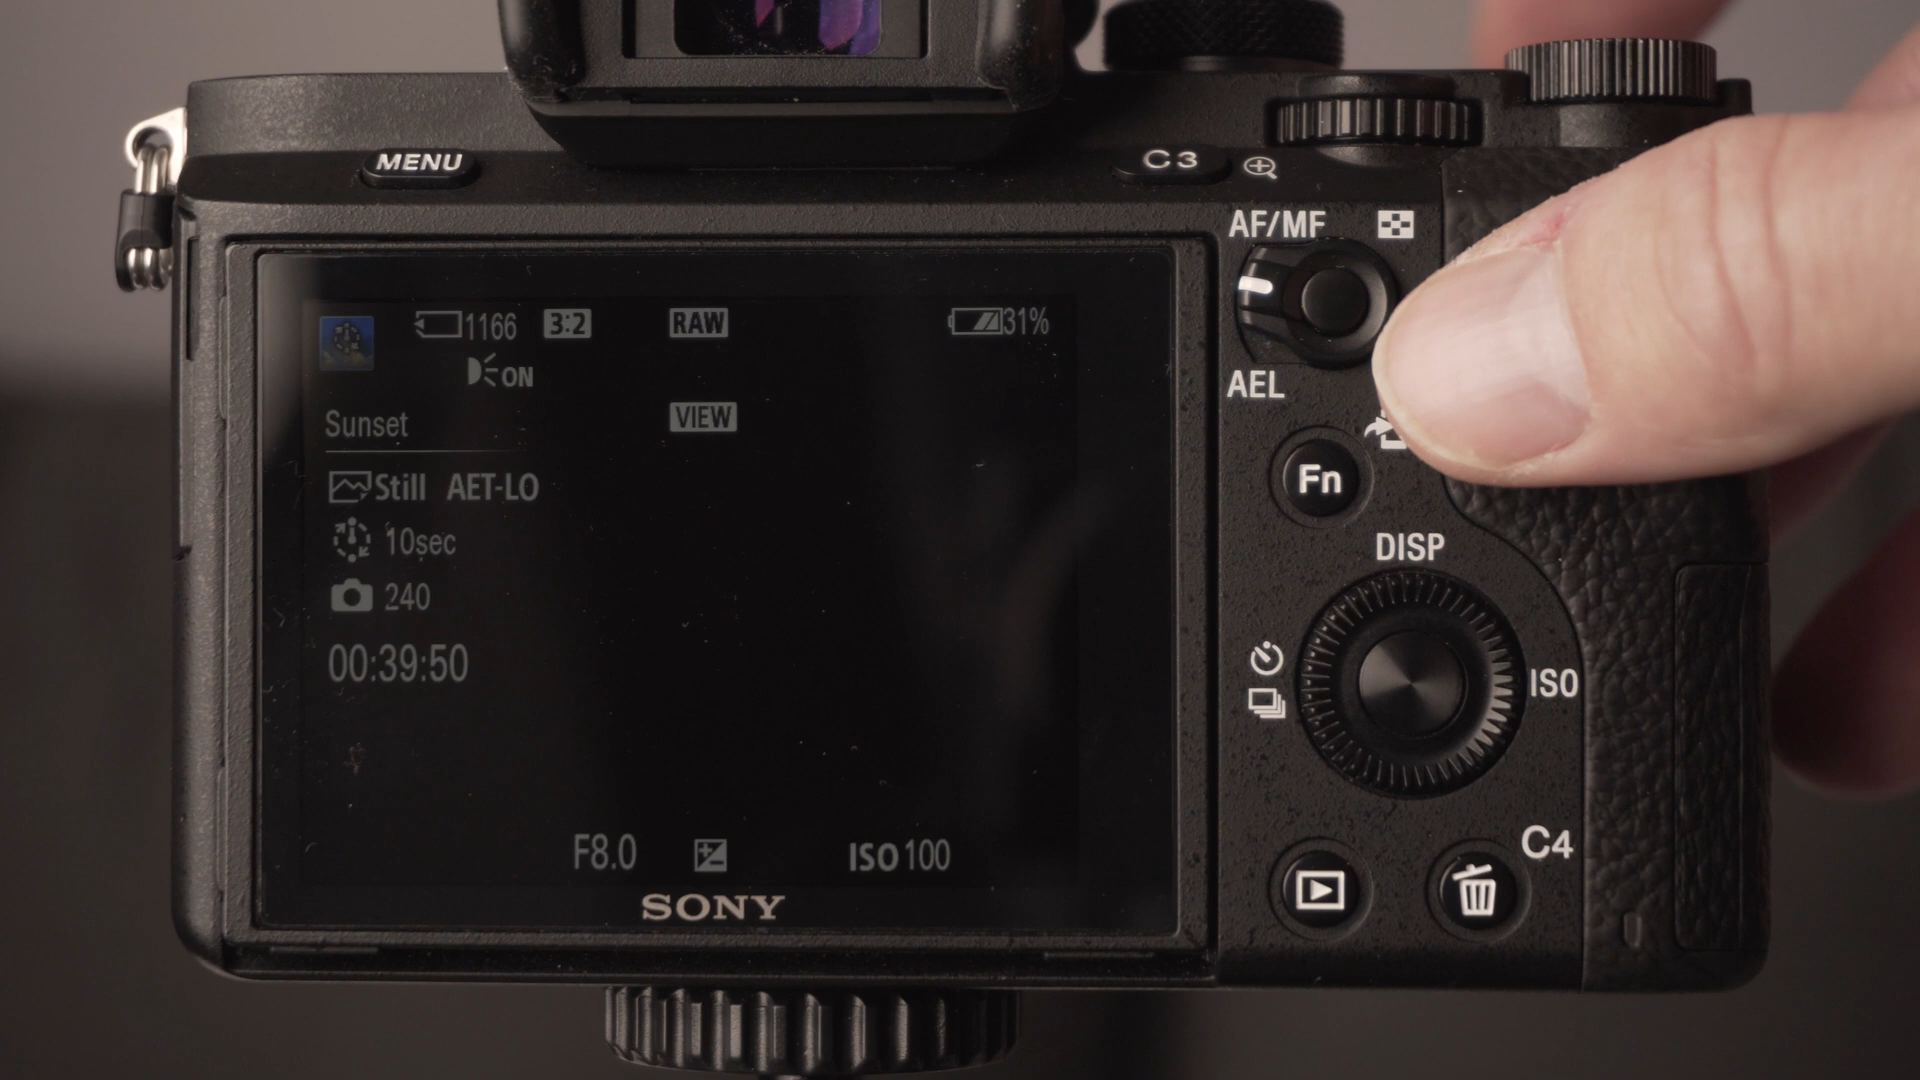 MENU
C3
AF/MF
1166 3:2 RAW 31%
ON
AEL
Sunset VIEW
Still AET-LO
Fn
10sec
DISP
240
00:39:50
ISO
F8.0 ISO 100
C4
SONY